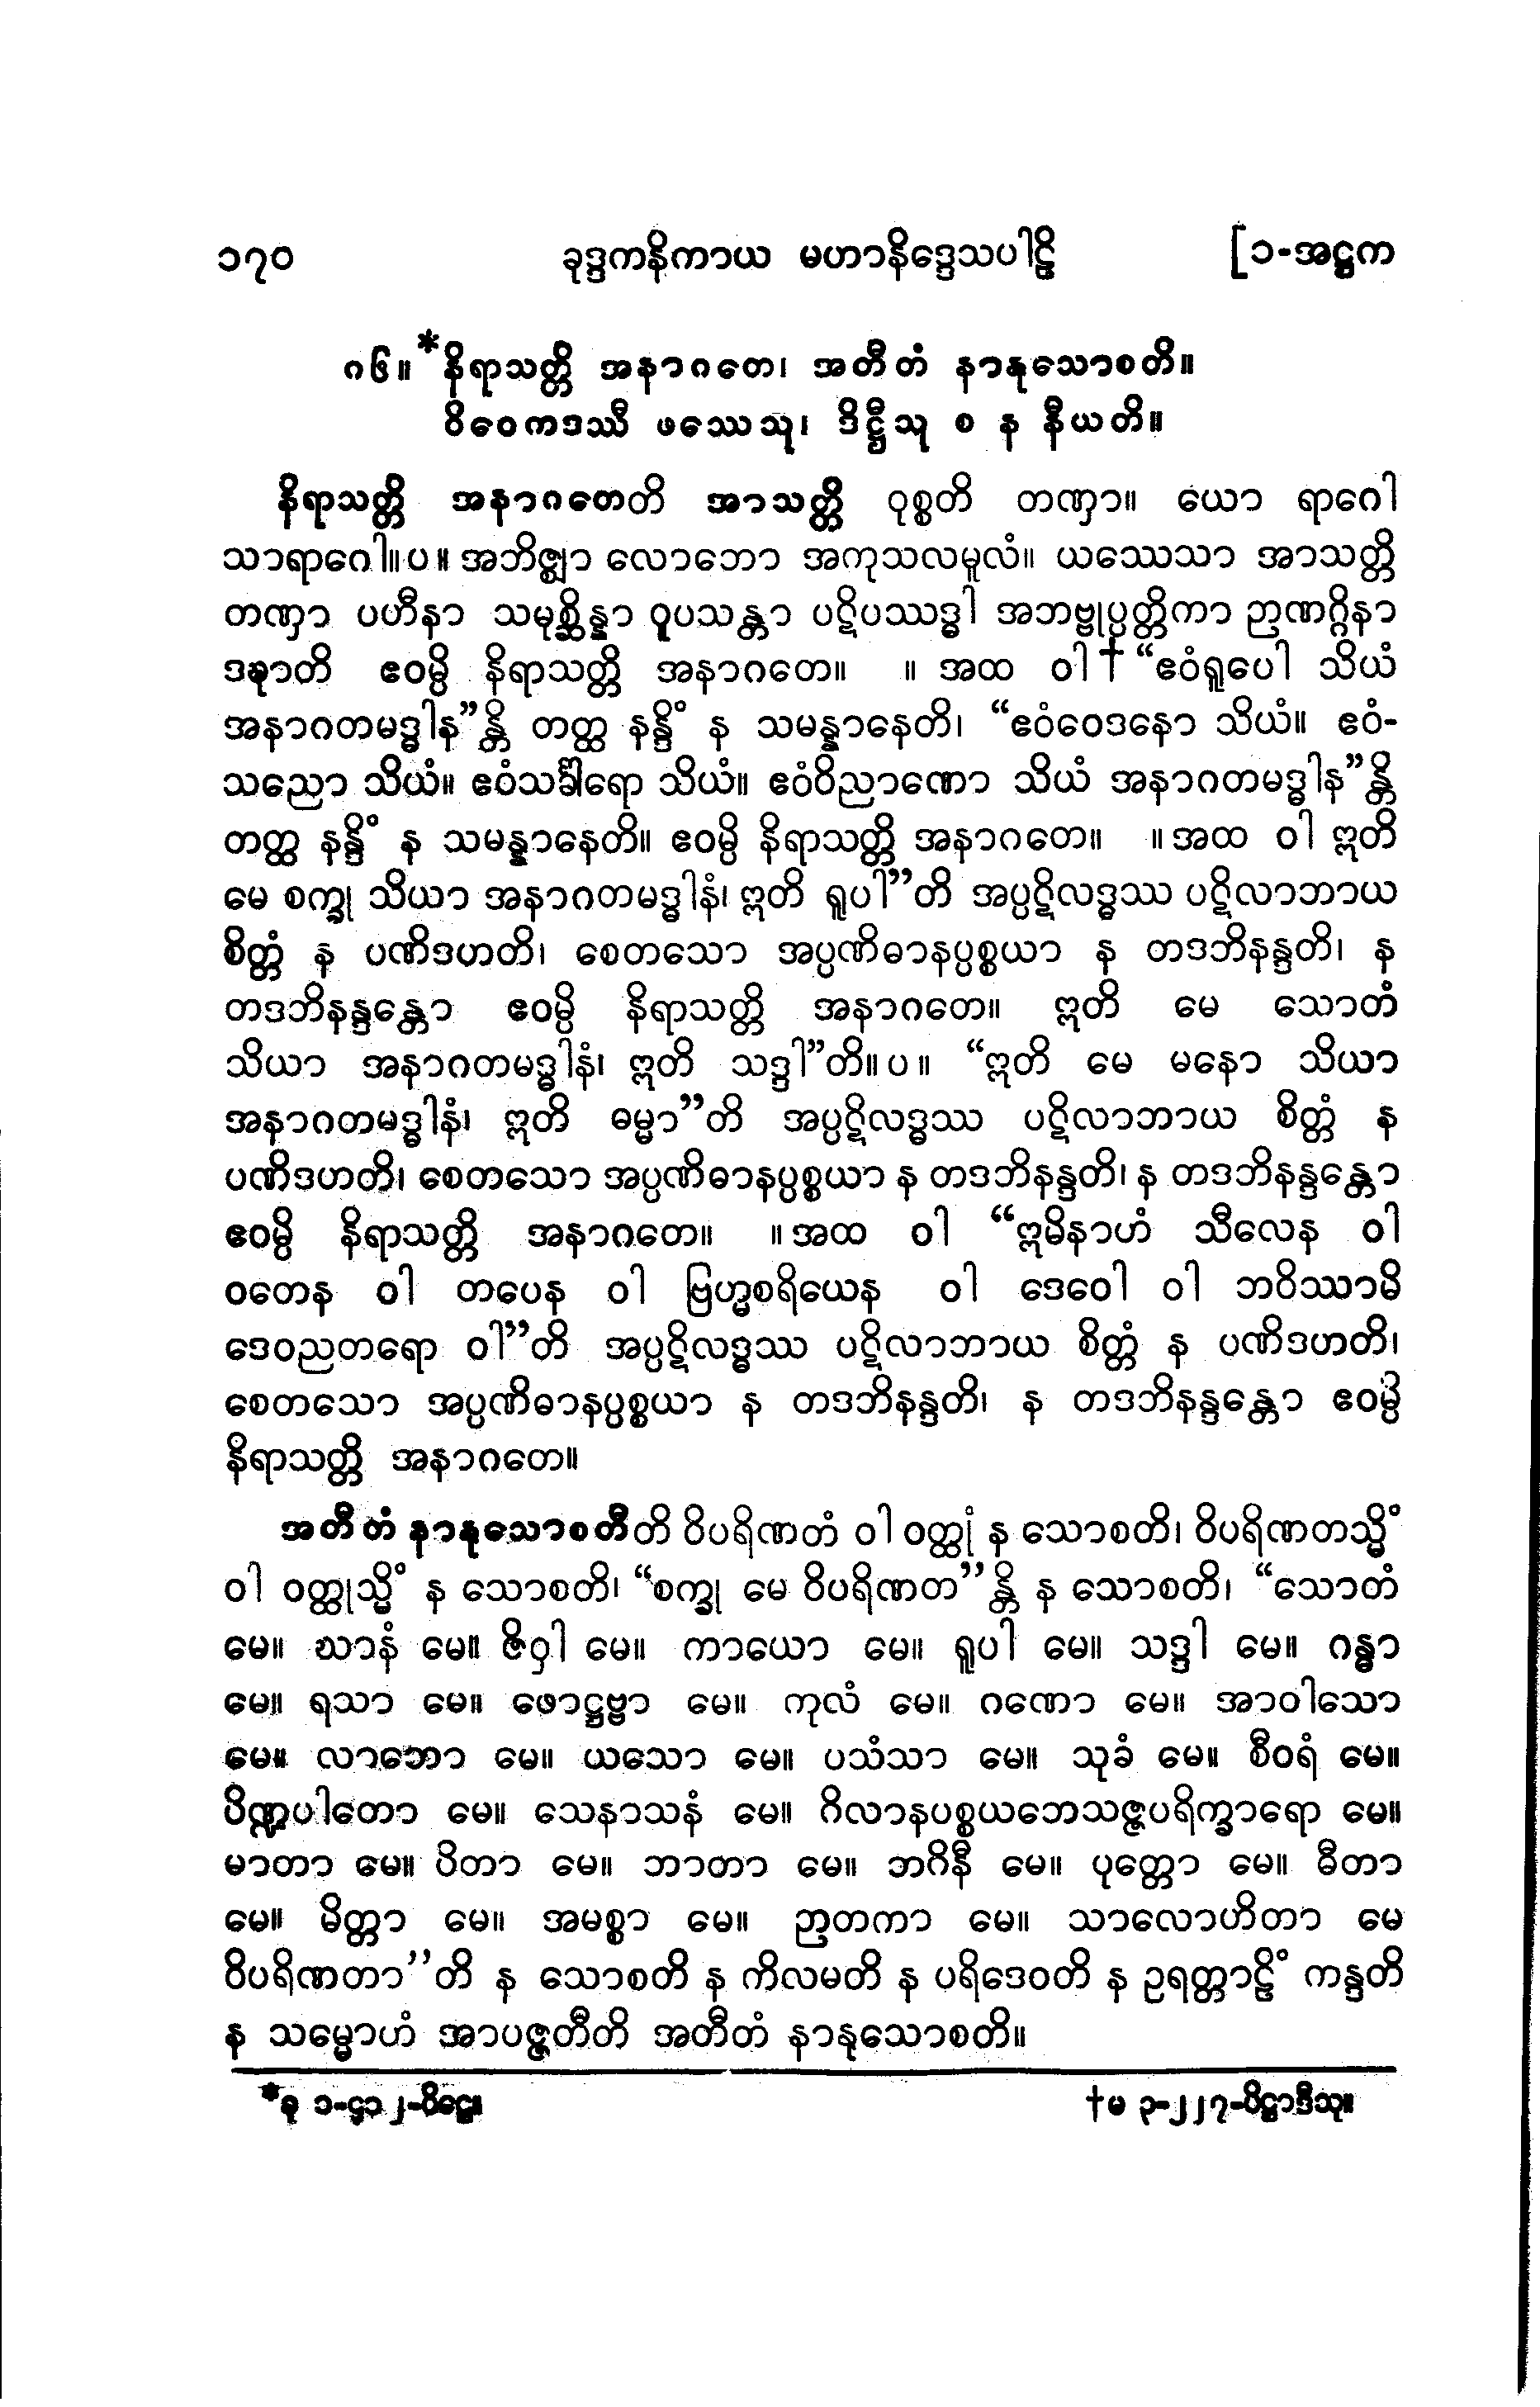 ၁၇၀ ခုဒ္ဒကနိကာယ မဟာနိဒ္ဒေသပါဠိ [၁-အဋ္ဌက
၈၆။ *နိရာသတ္တိ အနာဂတေ၊ အတီတံ နာနုသောစတိ။
ဝိဝေကဒဿီ ဖဿေသု၊ ဒိဋ္ဌီသု စ န နီယတိ။
နိရာသတ္တိ အနာဂတေတိ အာသတ္တိ ဝုစ္စတိ တဏှာ။ ယော ရာဂေါ
သာရာဂေါ။ပ။ အဘိဇ္ဈာ လောဘော အကုသလမူလံ။ ယဿေသာ အာသတ္တိ
တဏှာ ပဟီနာ သမုစ္ဆိန္နာ ဝူပသန္တာ ပဋိပဿဒ္ဓါ အဘဗ္ဗုပ္ပတ္တိကာ ဉာဏဂ္ဂိနာ
ဒဍ္ဎာတိ ဧဝမ္ပိ နိရာသတ္တိ အနာဂတေ။ ။ အထ ဝါ † “ဧဝံရူပေါ သိယံ
အနာဂတမဒ္ဓါန”န္တိ တတ္ထ နန္ဒိံ န သမန္နာနေတိ၊ “ဧဝံဝေဒနော သိယံ။ ဧဝံ-
သညော သိယံ။ ဧဝံသင်္ခါရော သိယံ။ ဧဝံဝိညာဏော သိယံ အနာဂတမဒ္ဓါန”န္တိ
တတ္ထ နန္ဒိံ န သမန္နာနေတိ။ ဧဝမ္ပိ နိရာသတ္တိ အနာဂတေ။ ။အထ ဝါ ဣတိ
မေ စက္ခု သိယာ အနာဂတမဒ္ဓါနံ၊ ဣတိ ရူပါ”တိ အပ္ပဋိလဒ္ဓဿ ပဋိလာဘာယ
စိတ္တံ န ပဏိဒဟတိ၊ စေတသော အပ္ပဏိဓာနပ္ပစ္စယာ န တဒဘိနန္ဒတိ၊ န
တဒဘိနန္ဒန္တော ဧဝမ္ပိ နိရာသတ္တိ အနာဂတေ။ ဣတိ မေ သောတံ
သိယာ အနာဂတမဒ္ဓါနံ၊ ဣတိ သဒ္ဒါ”တိ။ပ။ “ဣတိ မေ မနော သိယာ
အနာဂတမဒ္ဓါနံ၊ ဣတိ ဓမ္မာ”တိ အပ္ပဋိလဒ္ဓဿ ပဋိလာဘာယ စိတ္တံ န
ပဏိဒဟတိ၊ စေတသော အပ္ပဏိဓာနပ္ပစ္စယာ န တဒဘိနန္ဒတိ၊ န တဒဘိနန္ဒန္တော
ဧဝမ္ပိ နိရာသတ္တိ အနာဂတေ။ ။အထ ဝါ “ဣမိနာဟံ သီလေန ဝါ
ဝတေန ဝါ တပေန ဝါ ဗြဟ္မစရိယေန ဝါ ဒေဝေါ ဝါ ဘဝိဿာမိ
ဒေဝညတရော ဝါ”တိ အပ္ပဋိလဒ္ဓဿ ပဋိလာဘာယ စိတ္တံ န ပဏိဒဟတိ၊
စေတသော အပ္ပဏိဓာနပ္ပစ္စယာ န တဒဘိနန္ဒတိ၊ န တဒဘိနန္ဒန္တော ဧဝမ္ပိ
နိရာသတ္တိ အနာဂတေ။
အတီတံ နာနုသောစတီတိ ဝိပရိဏတံ ဝါ ဝတ္ထုံ န သောစတိ၊ ဝိပရိဏတသ္မိံ
ဝါ ဝတ္ထုသ္မိံ န သောစတိ၊ “စက္ခု မေ ဝိပရိဏတ”န္တိ န သောစတိ၊ “သောတံ
မေ။ ဃာနံ မေ။ ဇိဝှါ မေ။ ကာယော မေ။ ရူပါ မေ။ သဒ္ဒါ မေ။ ဂန္ဓာ
မေ။ ရသာ မေ။ ဖောဋ္ဌဗ္ဗာ မေ။ ကုလံ မေ။ ဂဏော မေ။ အာဝါသော
မေ။ လာဘော မေ။ ယသော မေ။ ပသံသာ မေ။ သုခံ မေ။ စီဝရံ မေ။
ပိဏ္ဍပါတော မေ။ သေနာသနံ မေ။ ဂိလာနပစ္စယဘေသဇ္ဇပရိက္ခာရော မေ။
မာတာ မေ။ ပိတာ မေ။ ဘာတာ မေ။ ဘဂိနီ မေ။ ပုတ္တော မေ။ ဓီတာ
မေ။ မိတ္တာ မေ။ အမစ္စာ မေ။ ဉာတကာ မေ။ သာလောဟိတာ မေ
ဝိပရိဏတာ”တိ န သောစတိ န ကိလမတိ န ပရိဒေဝတိ န ဥရတ္တာဠိံ ကန္ဒတိ
န သမ္မောဟံ အာပဇ္ဇတီတိ အတီတံ နာနုသောစတိ။
*ခု ၁-၄၁၂-ပိဋ္ဌေ။ †မ ၃-၂၂၇-ပိဋ္ဌာဒီသု။